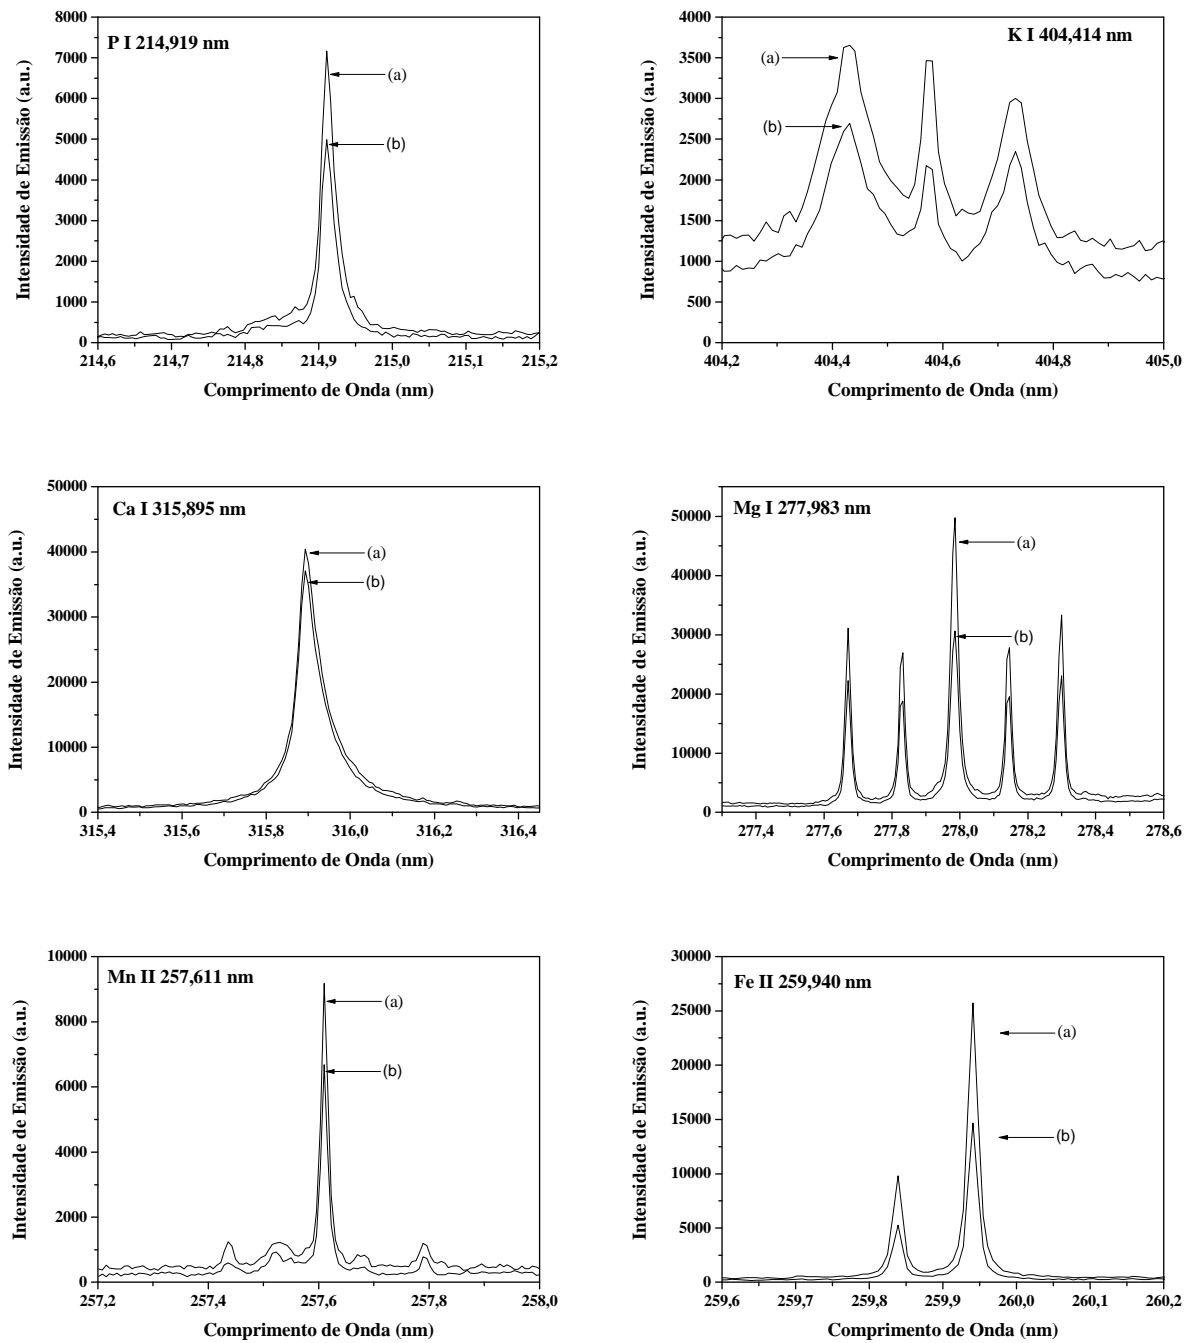 P I 214,919 nm
(a)
(b)
Intensidade de Emissão (a.u.)
8000
7000
6000
5000
4000
3000
2000
1000
0
214,6 214,7 214,8 214,9 215,0 215,1 215,2
Comprimento de Onda (nm)
K I 404,414 nm
(a)
(b)
Intensidade de Emissão (a.u.)
4000
3500
3000
2500
2000
1500
1000
500
0
404,2 404,4 404,6 404,8 405,0
Comprimento de Onda (nm)
Ca I 315,895 nm
(a)
(b)
Intensidade de Emissão (a.u.)
50000
40000
30000
20000
10000
0
315,4 315,6 315,8 316,0 316,2 316,4
Comprimento de Onda (nm)
Mg I 277,983 nm
(a)
(b)
Intensidade de Emissão (a.u.)
50000
40000
30000
20000
10000
0
277,4 277,6 277,8 278,0 278,2 278,4 278,6
Comprimento de Onda (nm)
Mn II 257,611 nm
(a)
(b)
Intensidade de Emissão (a.u.)
10000
8000
6000
4000
2000
0
257,2 257,4 257,6 257,8 258,0
Comprimento de Onda (nm)
Fe II 259,940 nm
(a)
(b)
Intensidade de Emissão (a.u.)
30000
25000
20000
15000
10000
5000
0
259,6 259,7 259,8 259,9 260,0 260,1 260,2
Comprimento de Onda (nm)